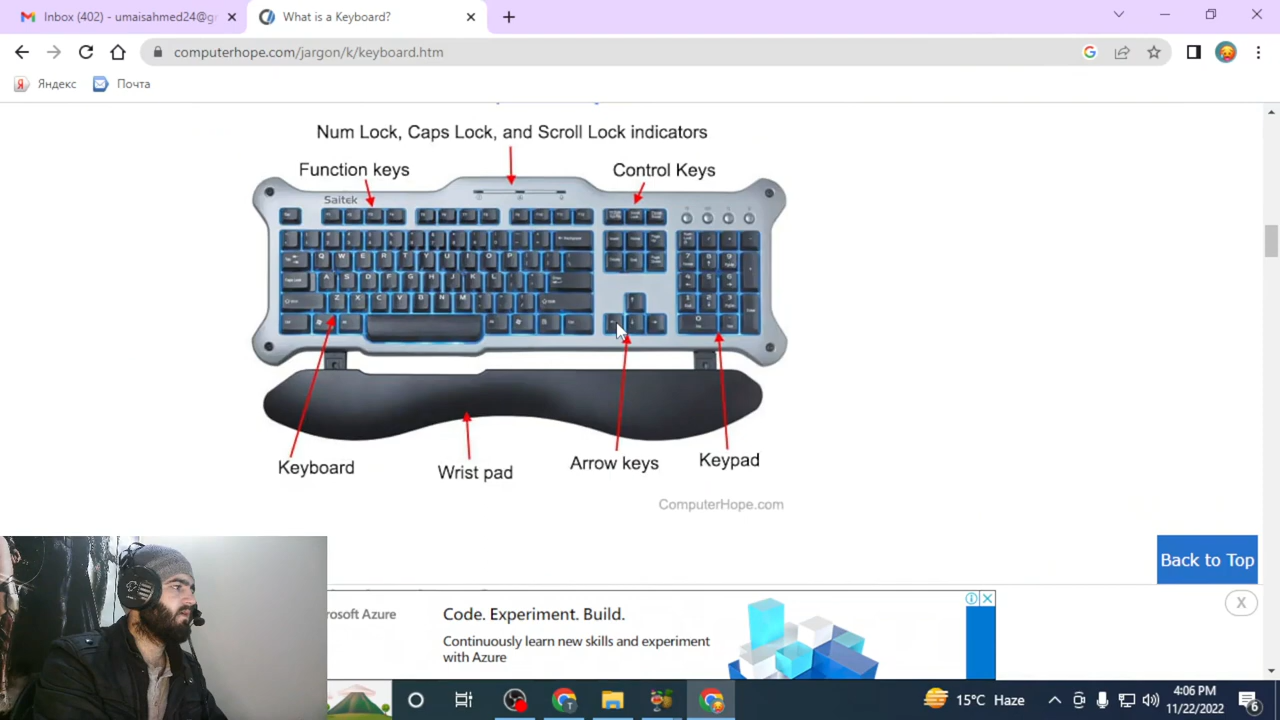 Inbox (402) - umaisahmed24@gr
What is a Keyboard?
computerhope.com/jargon/k/keyboard.htm
Яндекс
Почта
Num Lock, Caps Lock, and Scroll Lock indicators
Function keys
Control Keys
Saitek
Q W E R T Y U I O P
A S D F G H J K L
Z X C V B N M
Keyboard
Wrist pad
Arrow keys
Keypad
ComputerHope.com
Back to Top
X
rosoft Azure
Code. Experiment. Build.
Continuously learn new skills and experiment
with Azure
15°C Haze
4:06 PM
11/22/2022
6